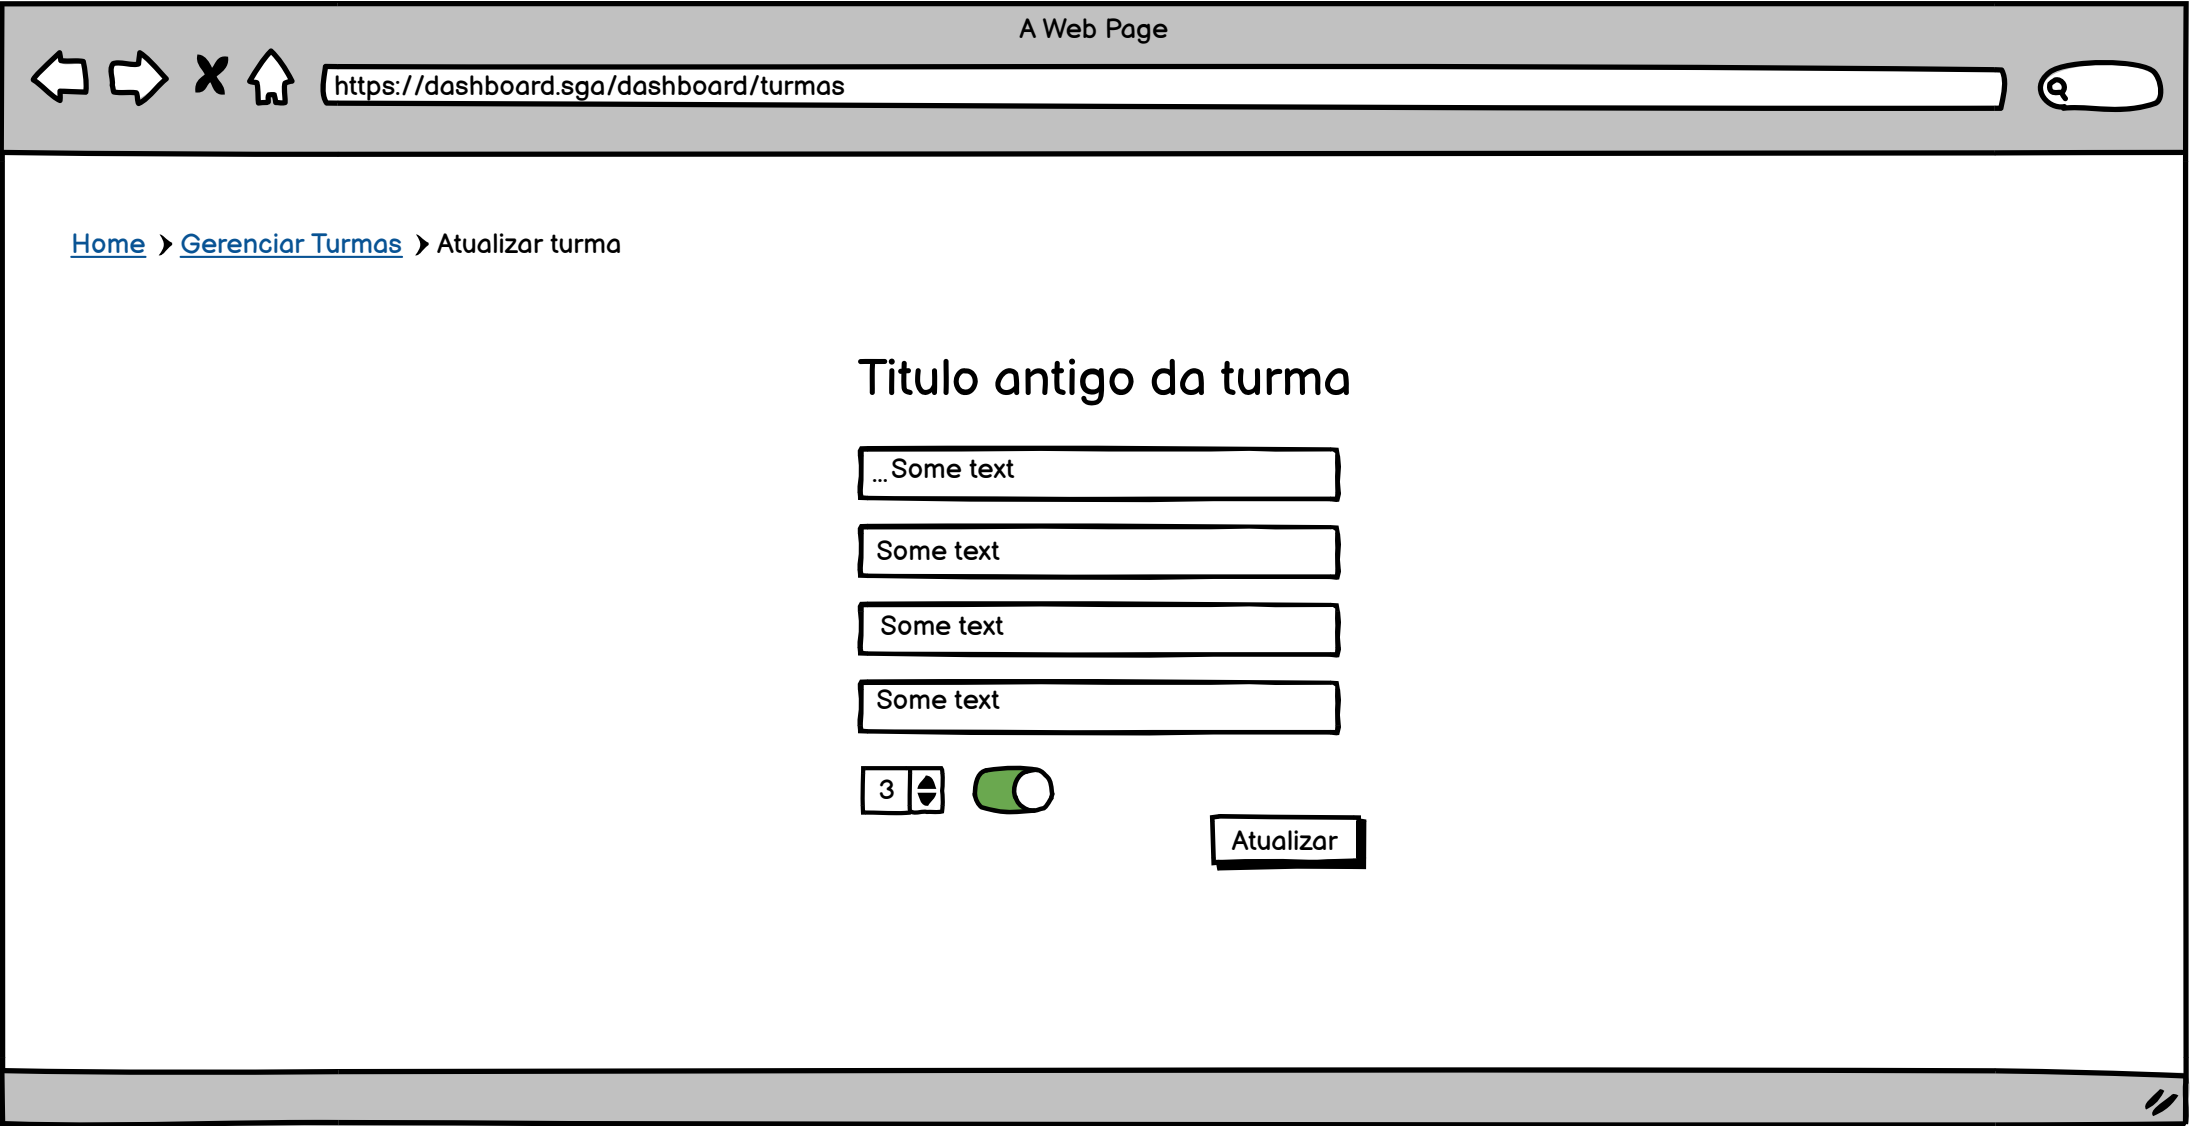 A Web Page
https://dashboard.sga/dashboard/turmas
Home Gerenciar Turmas Atualizar turma
Titulo antigo da turma
...Some text
Some text
Some text
Some text
3
Atualizar